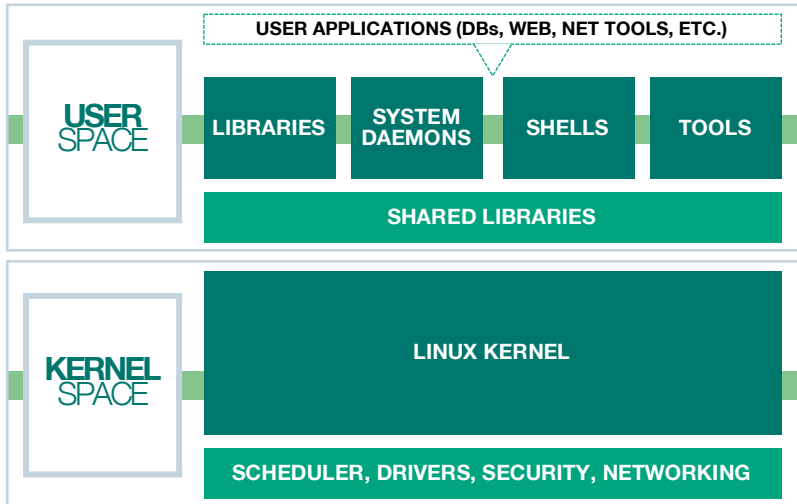 USER APPLICATIONS (DBs, WEB, NET TOOLS, ETC.)
USER
SPACE
LIBRARIES
SYSTEM
DAEMONS
SHELLS
TOOLS
SHARED LIBRARIES
KERNEL
SPACE
LINUX KERNEL
SCHEDULER, DRIVERS, SECURITY, NETWORKING